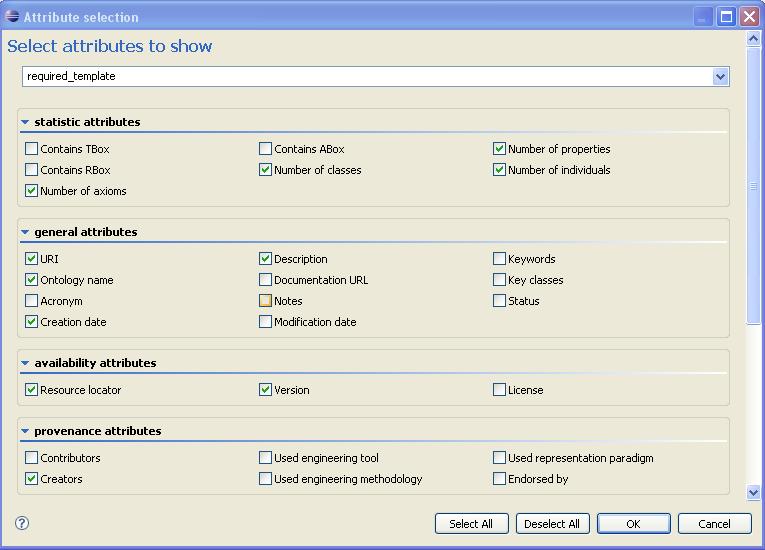 Attribute selection
Select attributes to show
required_template
statistic attributes
Contains TBox Contains ABox Number of properties
Contains RBox Number of classes Number of individuals
Number of axioms
general attributes
URI Description Keywords
Ontology name Documentation URL Key classes
Acronym Notes Status
Creation date Modification date
availability attributes
Resource locator Version License
provenance attributes
Contributors Used engineering tool Used representation paradigm
Creators Used engineering methodology Endorsed by
? Select All Deselect All OK Cancel